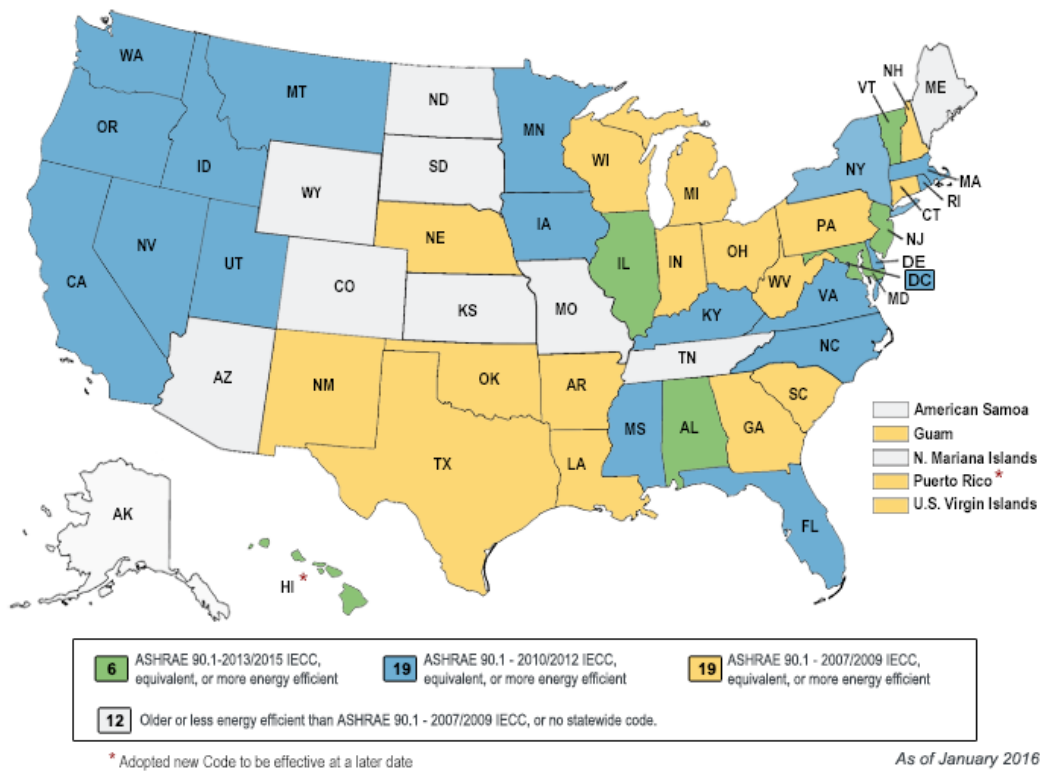 WA
MT
ND
MN
VT
NH
ME
OR
ID
SD
WI
MI
NY
MA
RI
CT
WY
NV
UT
CA
NE
IA
IL
IN
OH
PA
NJ
DE
DC
MD
WV
VA
CO
KS
MO
KY
NC
AZ
NM
OK
AR
TN
MS
AL
GA
SC
TX
LA
FL
AK
HI *
American Samoa
Guam
N. Mariana Islands
Puerto Rico *
U.S. Virgin Islands
6 ASHRAE 90.1-2013/2015 IECC,
equivalent, or more energy efficient
19 ASHRAE 90.1 - 2010/2012 IECC,
equivalent, or more energy efficient
19 ASHRAE 90.1 - 2007/2009 IECC,
equivalent, or more energy efficient
12 Older or less energy efficient than ASHRAE 90.1 - 2007/2009 IECC, or no statewide code.
* Adopted new Code to be effective at a later date
As of January 2016